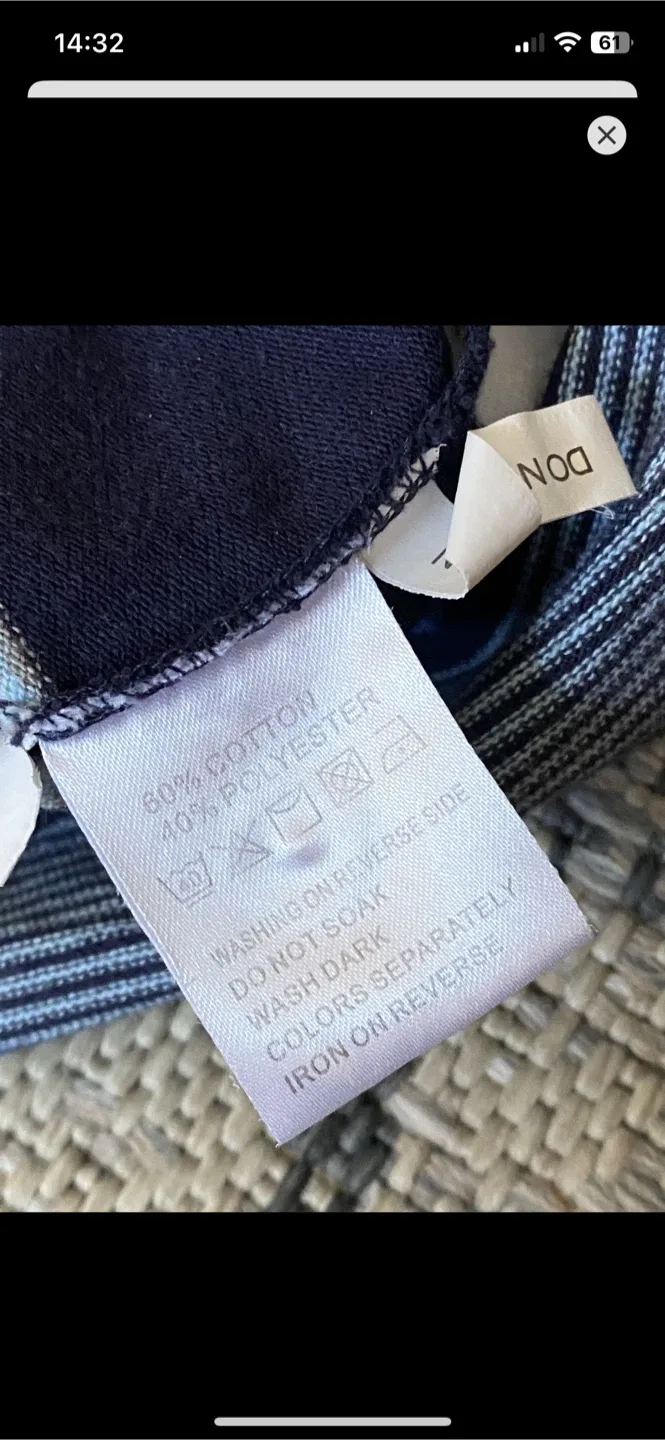 14:32
61
DON
60% COTTON
40% POLYESTER
40
WASHING ON REVERSE SIDE
DO NOT SOAK
WASH DARK
COLORS SEPARATELY
IRON ON REVERSE